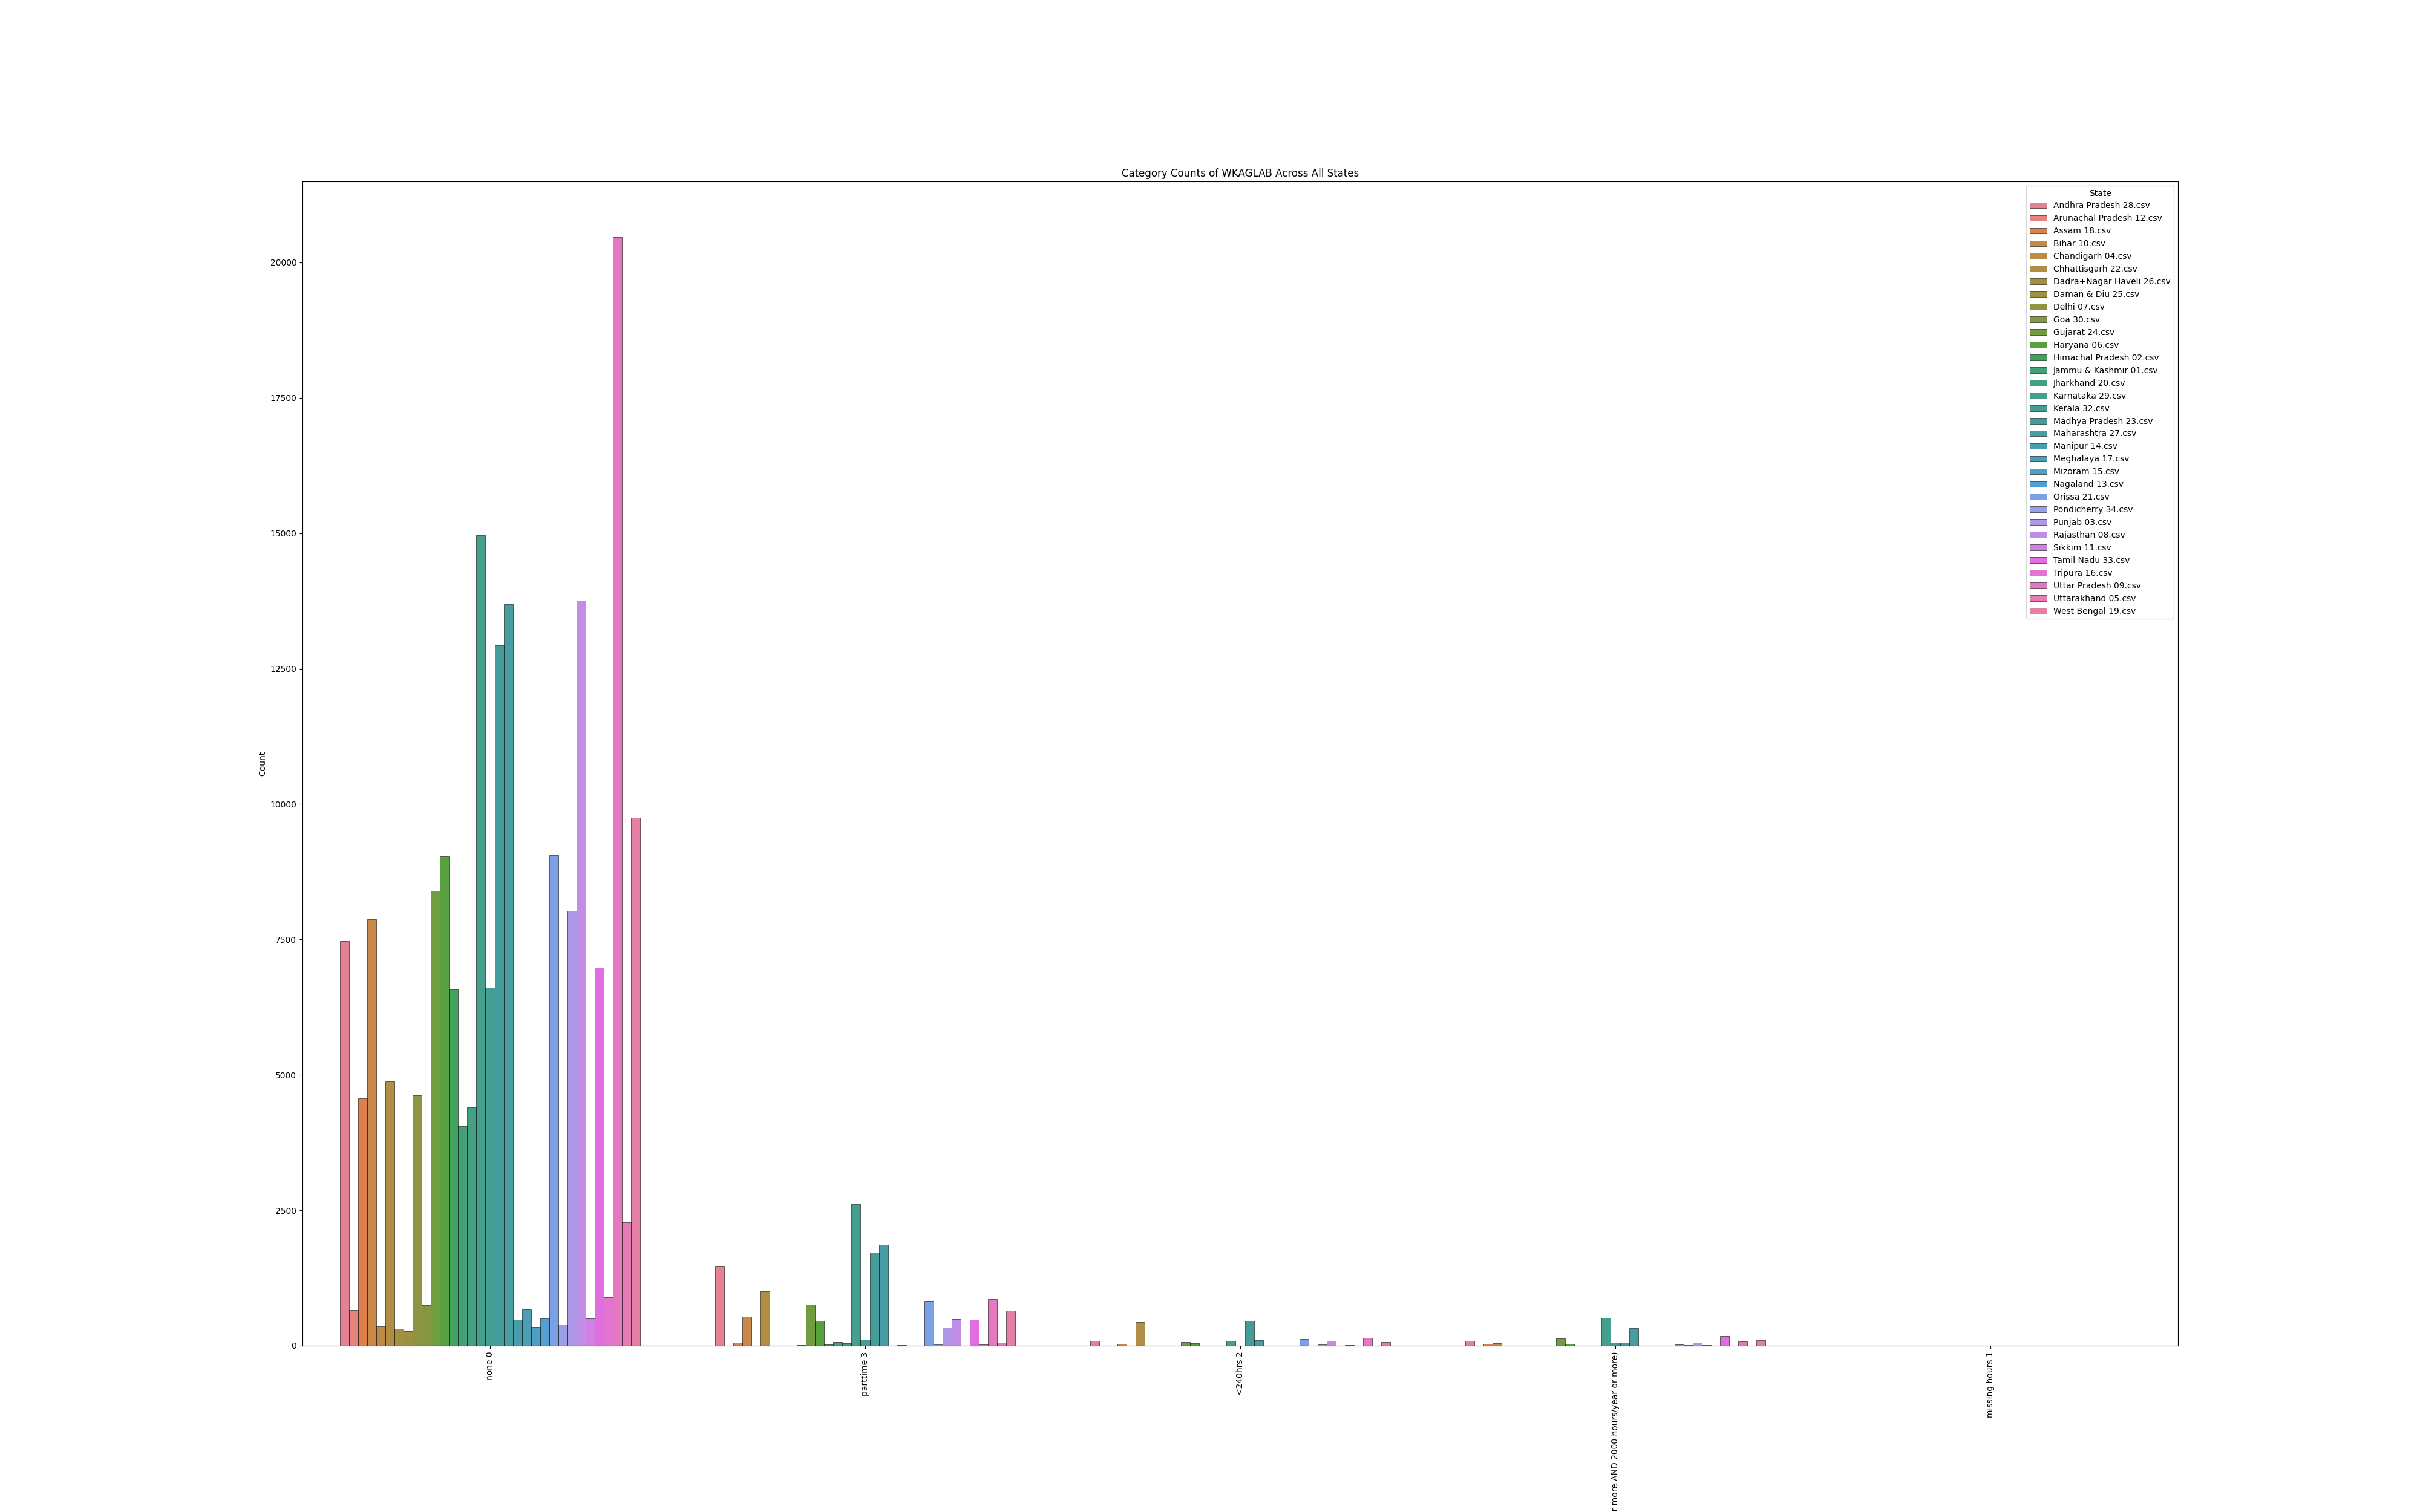 Category Counts of WKAGLAB Across All States
State
Andhra Pradesh 28.csv
Arunachal Pradesh 12.csv
Assam 18.csv
Bihar 10.csv
Chandigarh 04.csv
Chhattisgarh 22.csv
Dadra+Nagar Haveli 26.csv
Daman & Diu 25.csv
Delhi 07.csv
Goa 30.csv
Gujarat 24.csv
Haryana 06.csv
Himachal Pradesh 02.csv
Jammu & Kashmir 01.csv
Jharkhand 20.csv
Karnataka 29.csv
Kerala 32.csv
Madhya Pradesh 23.csv
Maharashtra 27.csv
Manipur 14.csv
Meghalaya 17.csv
Mizoram 15.csv
Nagaland 13.csv
Orissa 21.csv
Pondicherry 34.csv
Punjab 03.csv
Rajasthan 08.csv
Sikkim 11.csv
Tamil Nadu 33.csv
Tripura 16.csv
Uttar Pradesh 09.csv
Uttarakhand 05.csv
West Bengal 19.csv
Count
20000
17500
15000
12500
10000
7500
5000
2500
0
none 0
parttime 3
<240hrs 2
r more AND 2000 hours/year or more)
missing hours 1